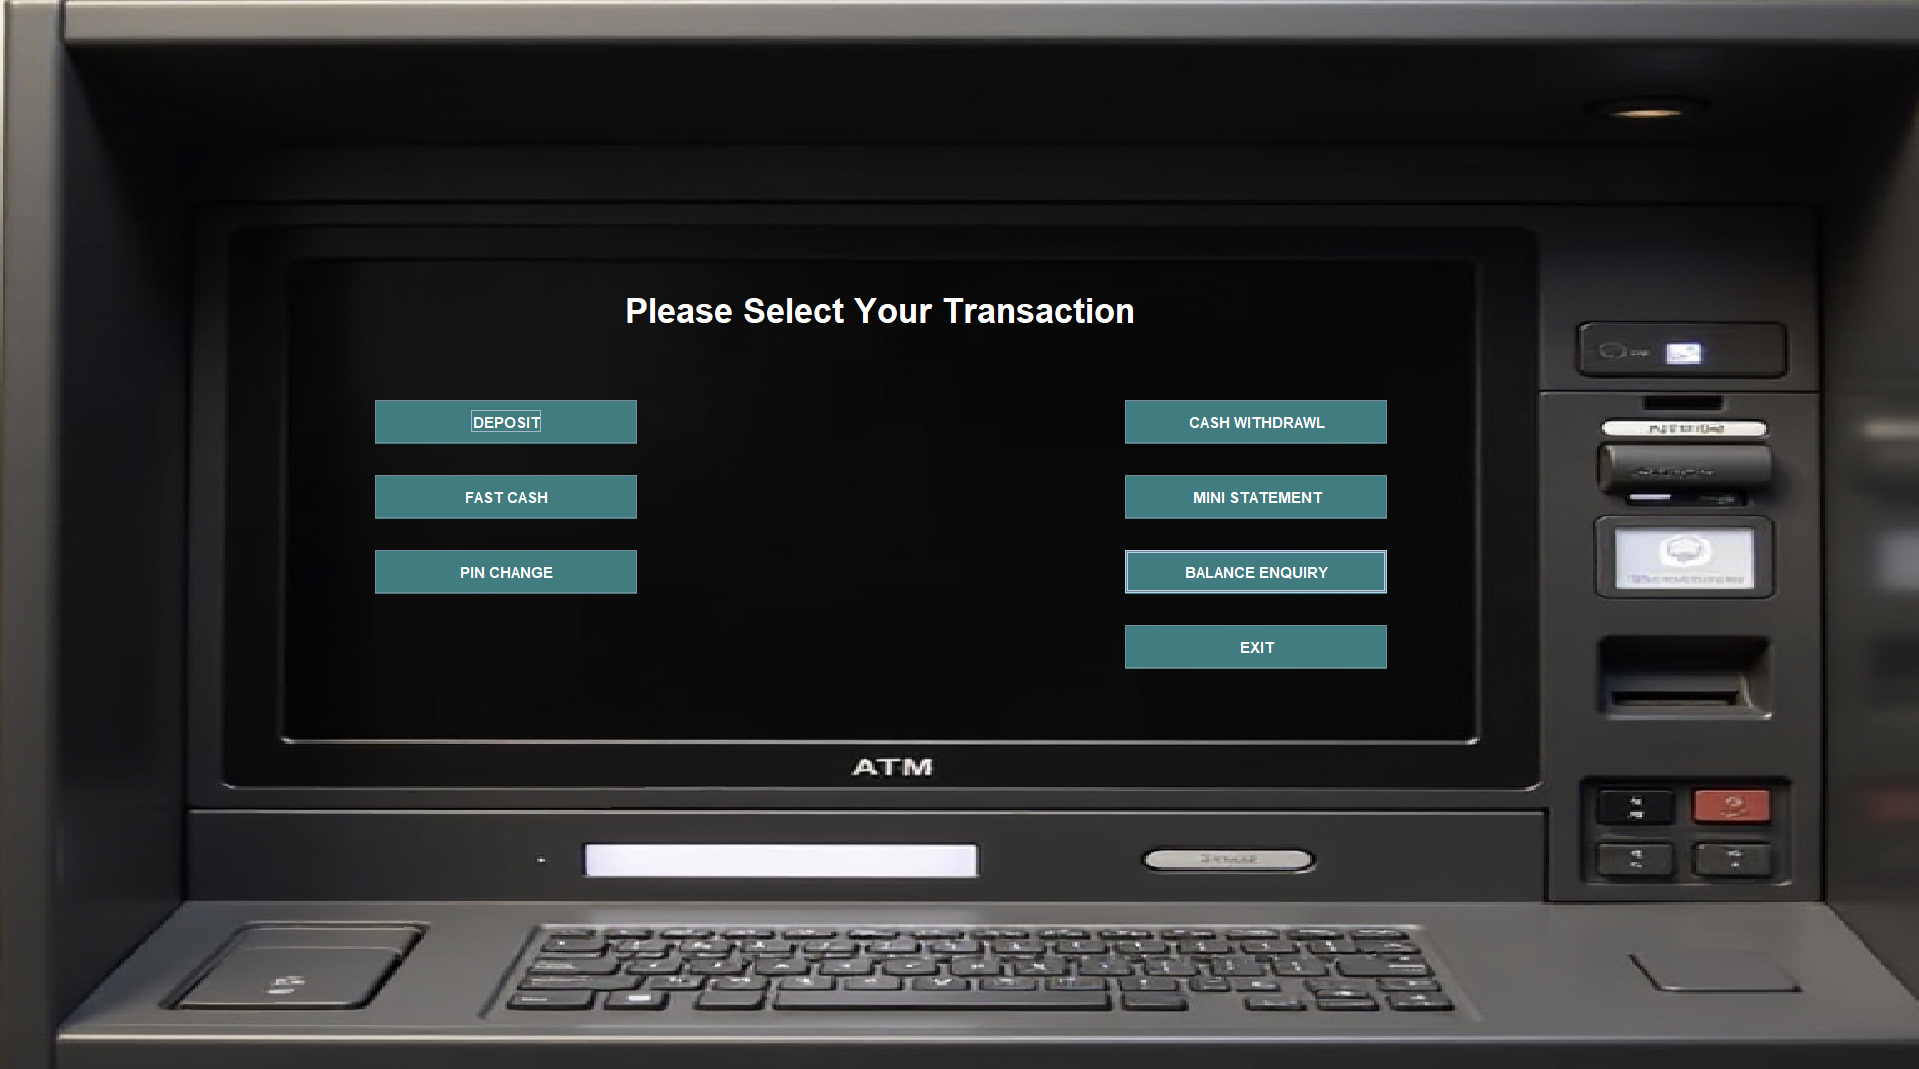 Please Select Your Transaction
DEPOSIT
CASH WITHDRAWL
FAST CASH
MINI STATEMENT
PIN CHANGE
BALANCE ENQUIRY
EXIT
ATM